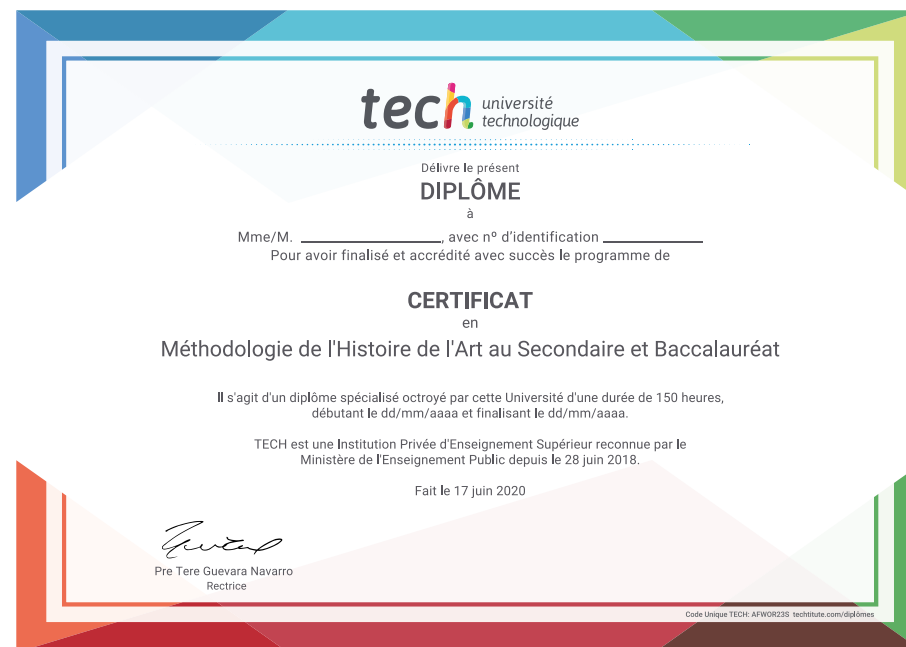 tech université
technologique
Délivre le présent
DIPLÔME
à
Mme/M. ____________________, avec nº d'identification ______________
Pour avoir finalisé et accrédité avec succès le programme de
CERTIFICAT
en
Méthodologie de l'Histoire de l'Art au Secondaire et Baccalauréat
Il s'agit d'un diplôme spécialisé octroyé par cette Université d'une durée de 150 heures,
débutant le dd/mm/aaaa et finalisant le dd/mm/aaaa.
TECH est une Institution Privée d'Enseignement Supérieur reconnue par le
Ministère de l'Enseignement Public depuis le 28 juin 2018.
Fait le 17 juin 2020
Pre Tere Guevara Navarro
Rectrice
Code Unique TECH: AFWOR23S techtitute.com/diplômes